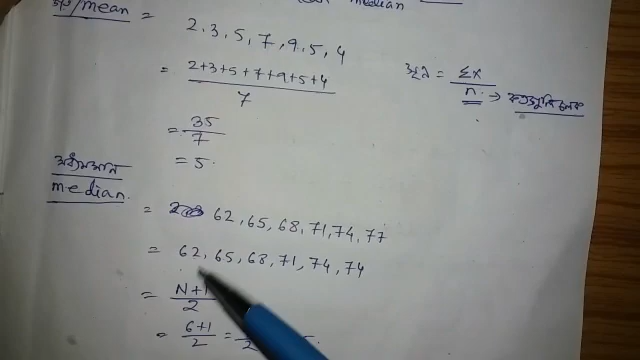 median
/mean =
2, 3, 5, 7, 9, 5, 4
= 2+3+5+7+9+5+4
7
= Σx
n →
= 35
7
= 5.
median.
= 62, 65, 68, 71, 74, 77
= 62, 65, 68, 71, 74, 74
= N+1
2
= 6+1
2
=
2